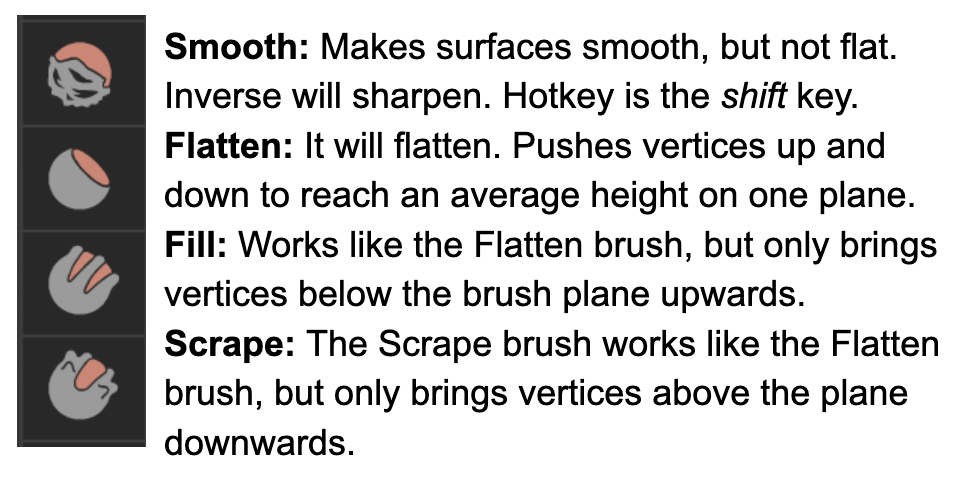 Smooth: Makes surfaces smooth, but not flat.
Inverse will sharpen. Hotkey is the shift key.
Flatten: It will flatten. Pushes vertices up and
down to reach an average height on one plane.
Fill: Works like the Flatten brush, but only brings
vertices below the brush plane upwards.
Scrape: The Scrape brush works like the Flatten
brush, but only brings vertices above the plane
downwards.